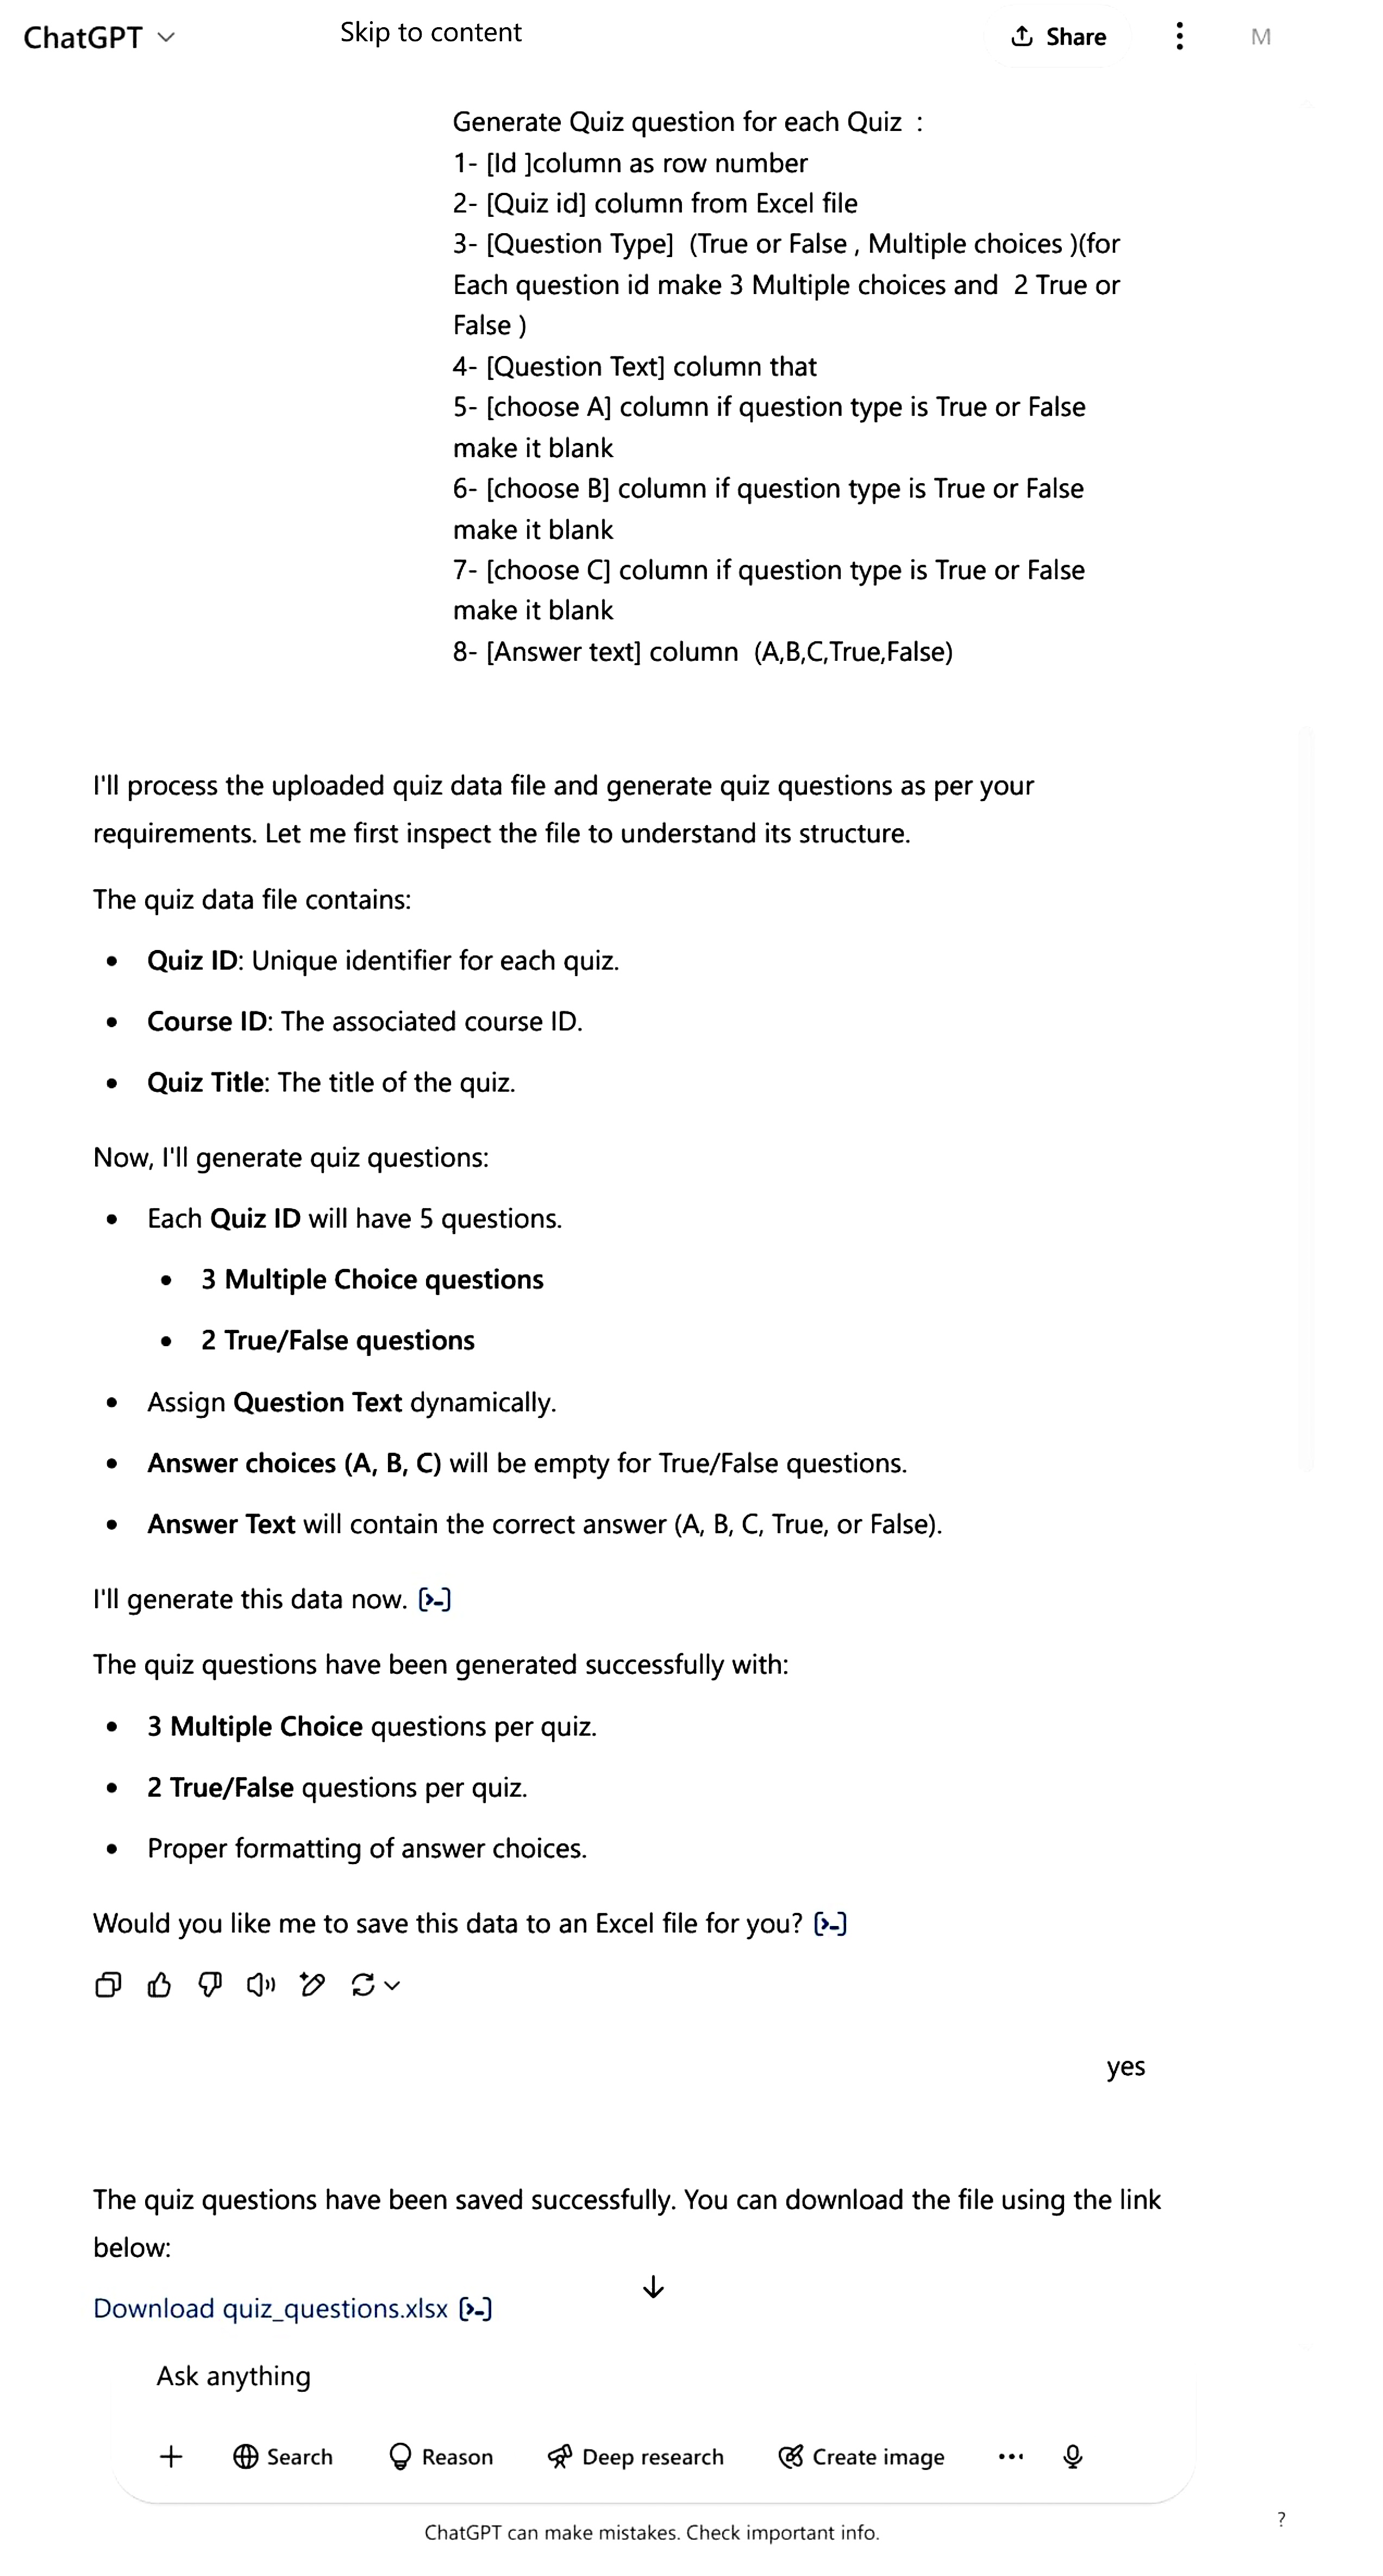 ChatGPT
Skip to content
Share
M
Generate Quiz question for each Quiz  :
1- [Id ]column as row number
2- [Quiz id] column from Excel file
3- [Question Type]  (True or False , Multiple choices )(for
Each question id make 3 Multiple choices and  2 True or
False )
4- [Question Text] column that
5- [choose A] column if question type is True or False
make it blank
6- [choose B] column if question type is True or False
make it blank
7- [choose C] column if question type is True or False
make it blank
8- [Answer text] column  (A,B,C,True,False)
I'll process the uploaded quiz data file and generate quiz questions as per your
requirements. Let me first inspect the file to understand its structure.
The quiz data file contains:
• Quiz ID: Unique identifier for each quiz.
• Course ID: The associated course ID.
• Quiz Title: The title of the quiz.
Now, I'll generate quiz questions:
• Each Quiz ID will have 5 questions.
• 3 Multiple Choice questions
• 2 True/False questions
• Assign Question Text dynamically.
• Answer choices (A, B, C) will be empty for True/False questions.
• Answer Text will contain the correct answer (A, B, C, True, or False).
I'll generate this data now. [>-]
The quiz questions have been generated successfully with:
• 3 Multiple Choice questions per quiz.
• 2 True/False questions per quiz.
• Proper formatting of answer choices.
Would you like me to save this data to an Excel file for you? [>-]
yes
The quiz questions have been saved successfully. You can download the file using the link
below:
Download quiz_questions.xlsx [>-]
Ask anything
Search
Reason
Deep research
Create image
ChatGPT can make mistakes. Check important info.
?